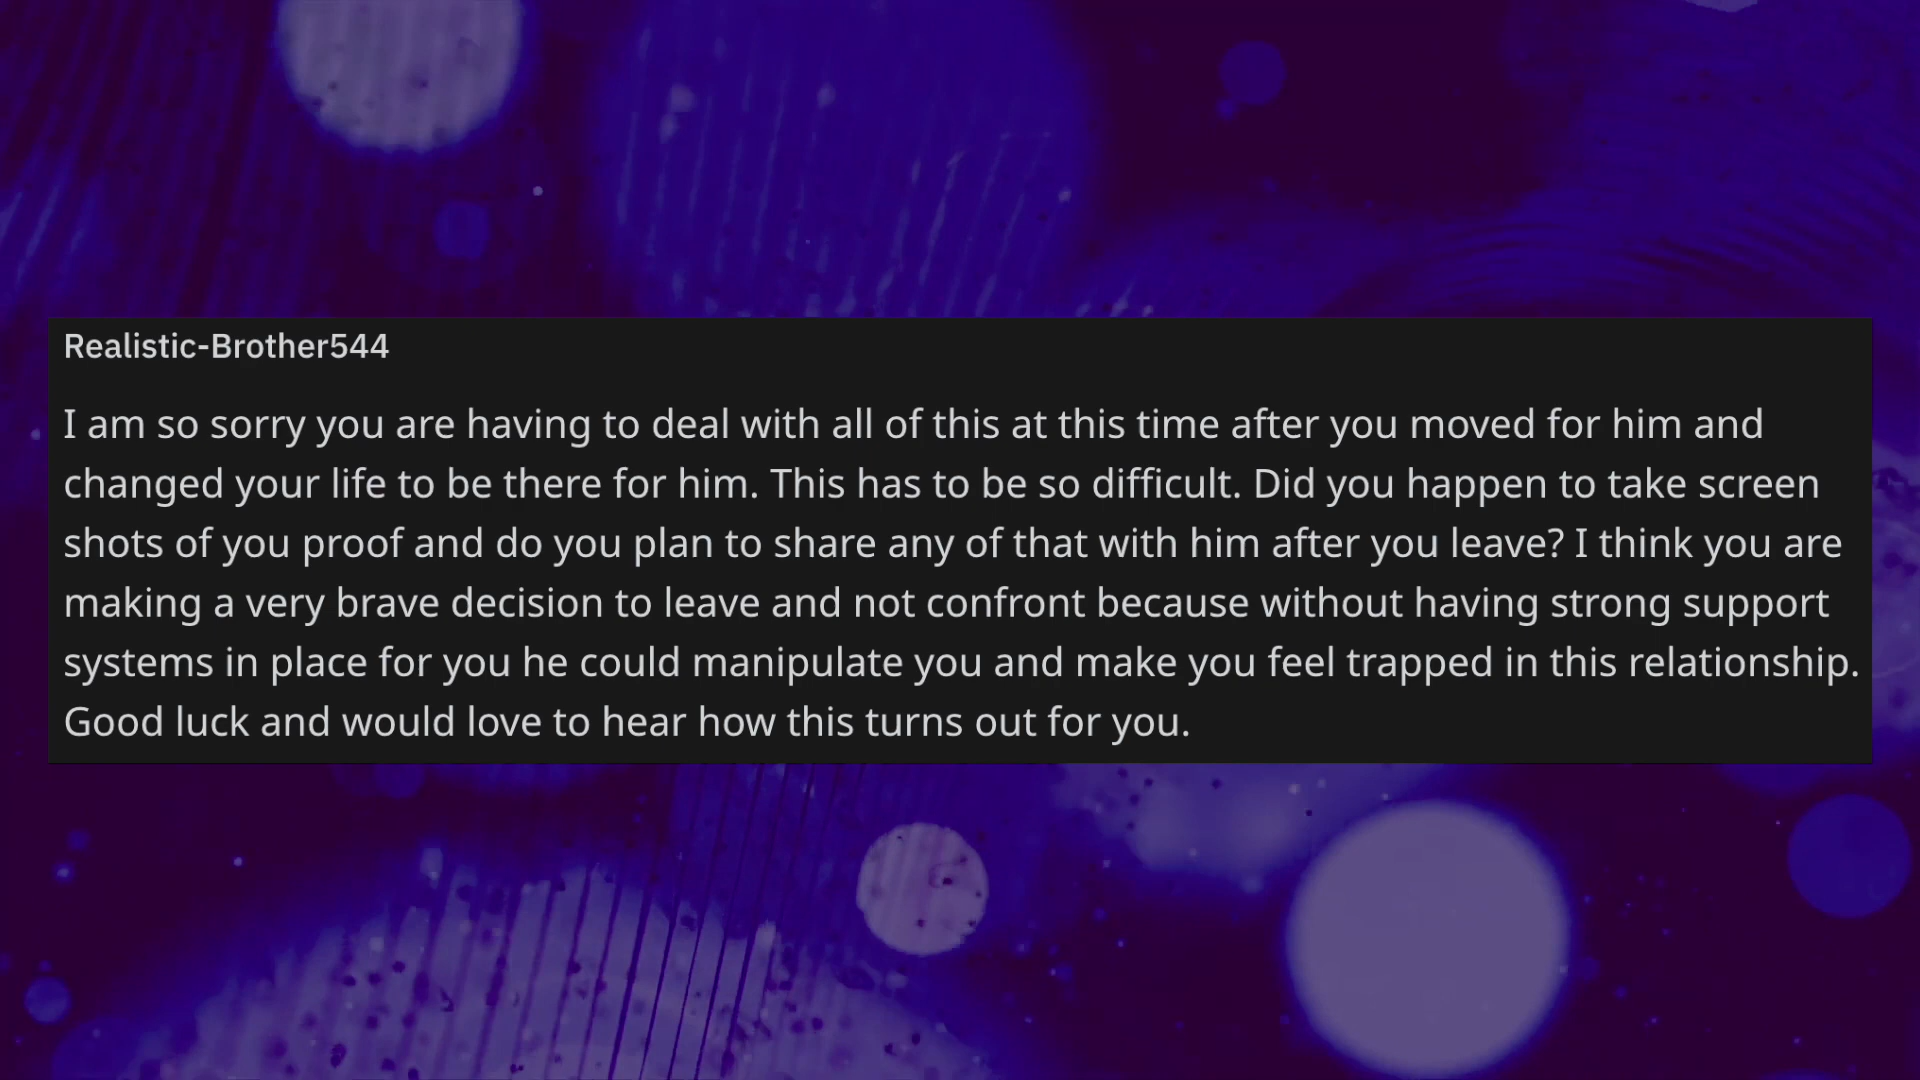 Realistic-Brother544
I am so sorry you are having to deal with all of this at this time after you moved for him and
changed your life to be there for him. This has to be so difficult. Did you happen to take screen
shots of you proof and do you plan to share any of that with him after you leave? I think you are
making a very brave decision to leave and not confront because without having strong support
systems in place for you he could manipulate you and make you feel trapped in this relationship.
Good luck and would love to hear how this turns out for you.